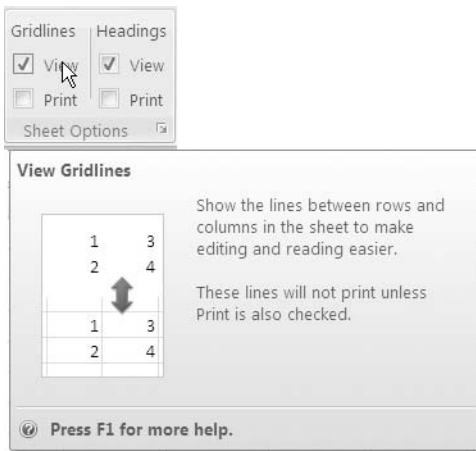 Gridlines Headings
View View
Print Print
Sheet Options
View Gridlines
Show the lines between rows and
columns in the sheet to make
editing and reading easier.
These lines will not print unless
Print is also checked.
1 3
2 4
1 3
2 4
Press F1 for more help.